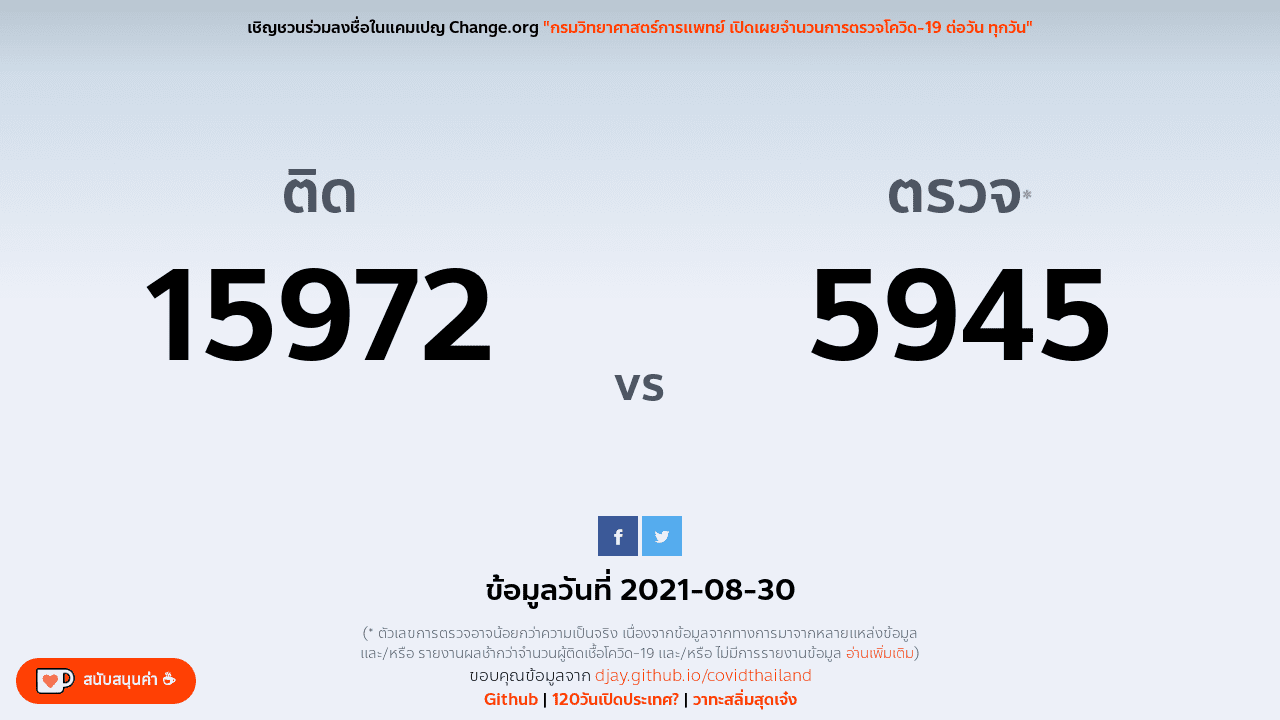 เชิญชวนร่วมลงชื่อในแคมเปญ Change.org "กรมวิทยาศาสตร์การแพทย์ เปิดเผยจำนวนการตรวจโควิด-19 ต่อวัน ทุกวัน"
ติด
ตรวจ*
15972
5945
vs
ข้อมูลวันที่ 2021-08-30
(* ตัวเลขการตรวจอาจน้อยกว่าความเป็นจริง เนื่องจากข้อมูลจากทางการมาจากหลายแหล่งข้อมูล
และ/หรือ รายงานผลช้ากว่าจำนวนผู้ติดเชื้อโควิด-19 และ/หรือ ไม่มีการรายงานข้อมูล อ่านเพิ่มเติม)
ขอบคุณข้อมูลจาก djay.github.io/covidthailand
Github | 120วันเปิดประเทศ? | วาทะสลิ่มสุดเจ๋ง
สนับสนุนค่า ☕